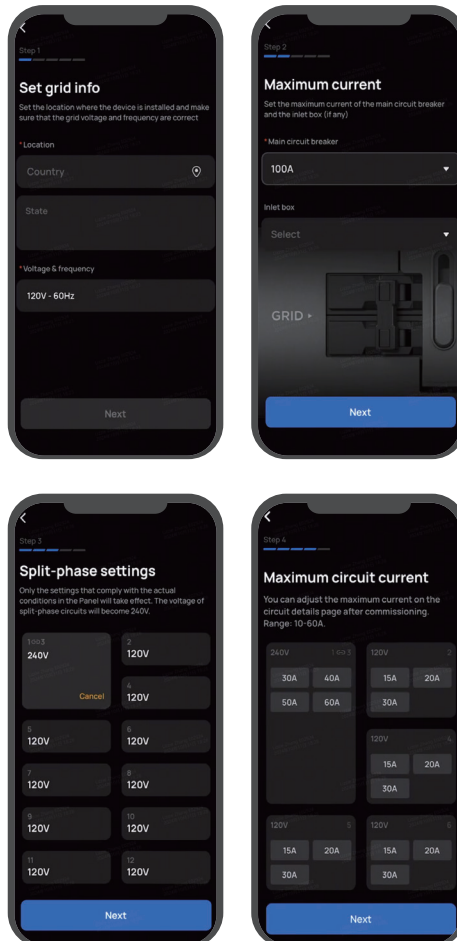 Step 1
Set grid info
Set the location where the device is installed and make
sure that the grid voltage and frequency are correct
*Location
Country
State
*Voltage & frequency
120V - 60Hz
Next
Step 2
Maximum current
Set the maximum current of the main circuit breaker
and the inlet box (if any)
*Main circuit breaker
100A
Inlet box
Select
GRID
Next
Step 3
Split-phase settings
Only the settings that comply with the actual
conditions in the Panel will take effect. The voltage of
split-phase circuits will become 240V.
1 3
240V
Cancel
2
120V
4
120V
5
120V
6
120V
7
120V
8
120V
9
120V
10
120V
11
120V
12
120V
Next
Step 4
Maximum circuit current
You can adjust the maximum current on the
circuit details page after commissioning.
Range: 10-60A.
240V 1 3
30A 40A
50A 60A
120V 2
15A 20A
30A
120V 4
15A 20A
30A
120V 5
15A 20A
30A
120V 6
15A 20A
30A
Next